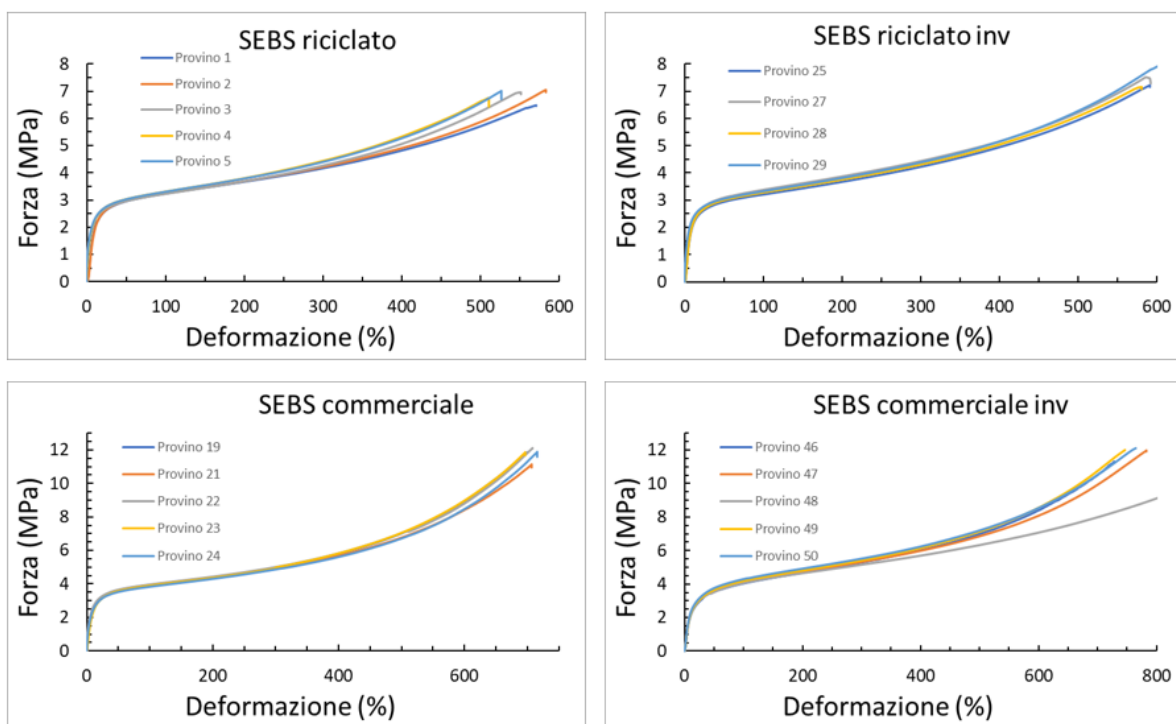 SEBS riciclato
Provino 1
Provino 2
Provino 3
Provino 4
Provino 5
Forza (MPa)
8
7
6
5
4
3
2
1
0
0 100 200 300 400 500 600
Deformazione (%)
SEBS riciclato inv
Provino 25
Provino 27
Provino 28
Provino 29
Forza (MPa)
8
7
6
5
4
3
2
1
0
0 100 200 300 400 500 600
Deformazione (%)
SEBS commerciale
Provino 19
Provino 21
Provino 22
Provino 23
Provino 24
Forza (MPa)
12
10
8
6
4
2
0
0 200 400 600
Deformazione (%)
SEBS commerciale inv
Provino 46
Provino 47
Provino 48
Provino 49
Provino 50
Forza (MPa)
12
10
8
6
4
2
0
0 200 400 600 800
Deformazione (%)